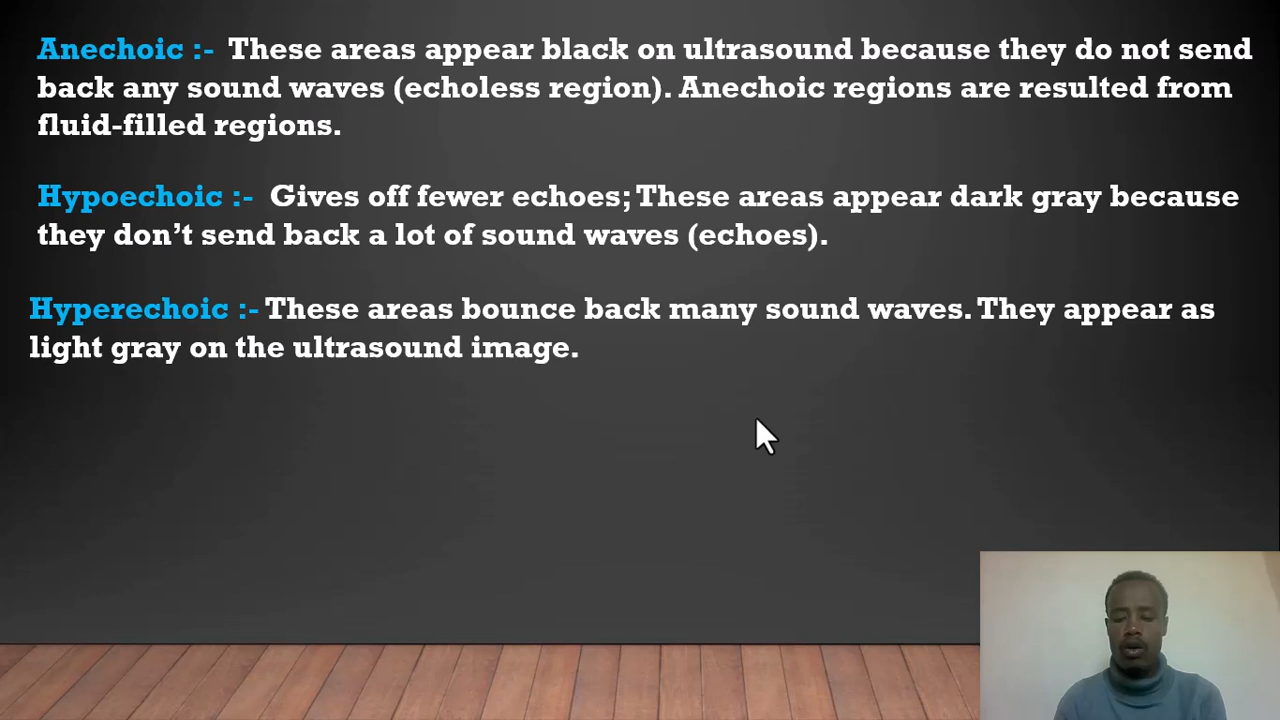 Anechoic :- These areas appear black on ultrasound because they do not send
back any sound waves (echoless region). Anechoic regions are resulted from
fluid-filled regions.
Hypoechoic :- Gives off fewer echoes; These areas appear dark gray because
they don’t send back a lot of sound waves (echoes).
Hyperechoic :- These areas bounce back many sound waves. They appear as
light gray on the ultrasound image.